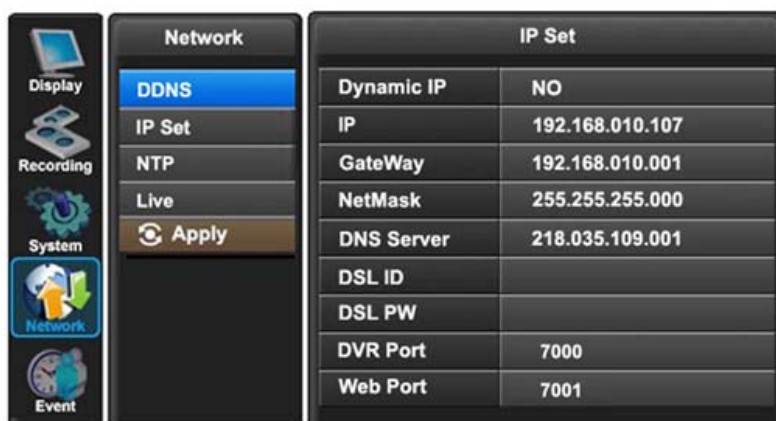 Display
Recording
System
Network
Event
Network
DDNS
IP Set
NTP
Live
Apply
IP Set
Dynamic IP NO
IP 192.168.010.107
GateWay 192.168.010.001
NetMask 255.255.255.000
DNS Server 218.035.109.001
DSL ID
DSL PW
DVR Port 7000
Web Port 7001